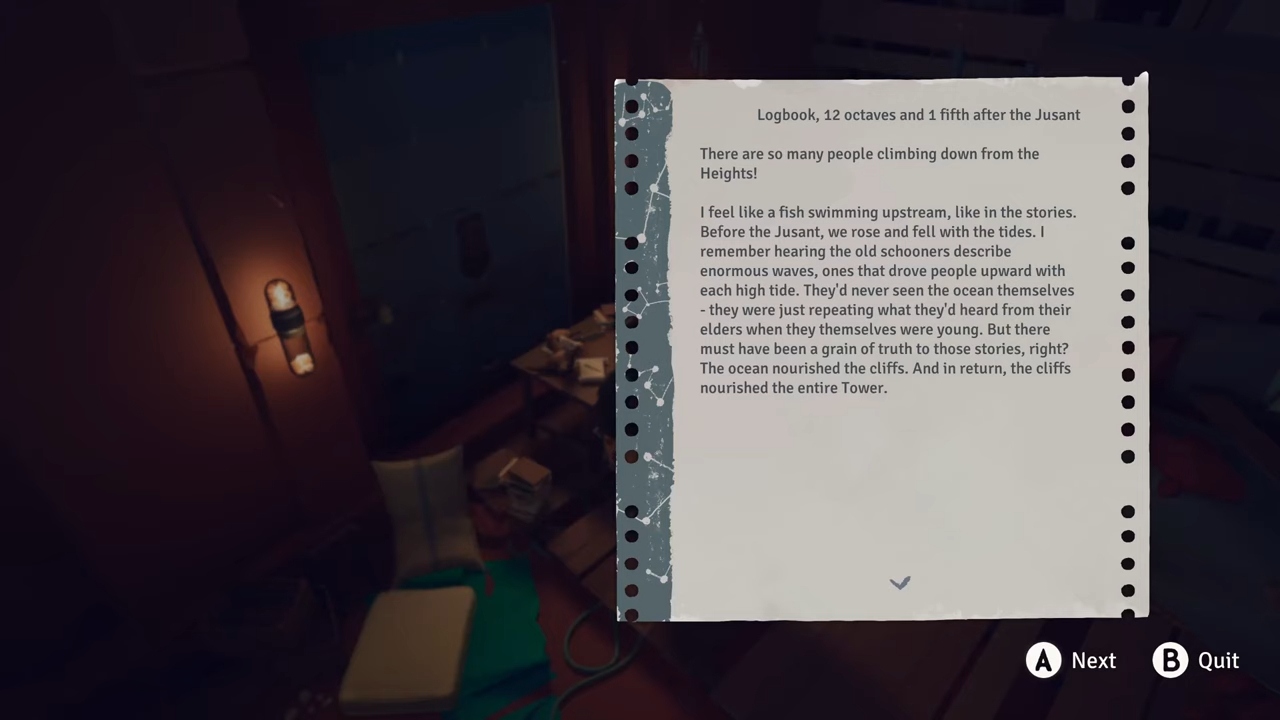 Logbook, 12 octaves and 1 fifth after the Jusant
There are so many people climbing down from the
Heights!
I feel like a fish swimming upstream, like in the stories.
Before the Jusant, we rose and fell with the tides. I
remember hearing the old schooners describe
enormous waves, ones that drove people upward with
each high tide. They'd never seen the ocean themselves
- they were just repeating what they'd heard from their
elders when they themselves were young. But there
must have been a grain of truth to those stories, right?
The ocean nourished the cliffs. And in return, the cliffs
nourished the entire Tower.
A Next B Quit